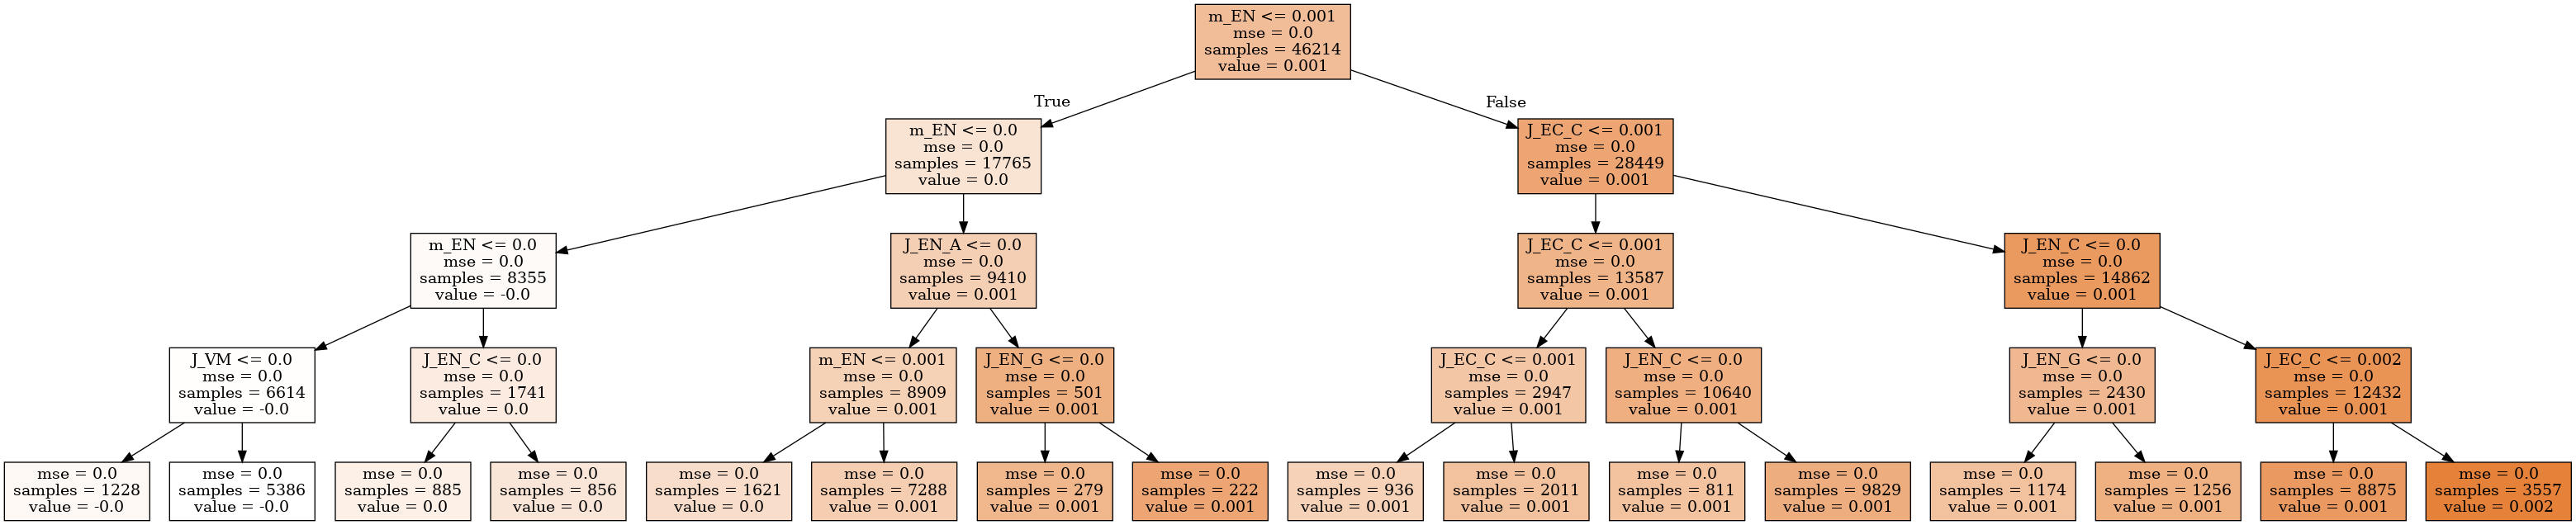 m_EN <= 0.001
mse = 0.0
samples = 46214
value = 0.001
True
False
m_EN <= 0.0
mse = 0.0
samples = 17765
value = 0.0
J_EC_C <= 0.001
mse = 0.0
samples = 28449
value = 0.001
m_EN <= 0.0
mse = 0.0
samples = 8355
value = -0.0
J_EN_A <= 0.0
mse = 0.0
samples = 9410
value = 0.001
J_EC_C <= 0.001
mse = 0.0
samples = 13587
value = 0.001
J_EN_C <= 0.0
mse = 0.0
samples = 14862
value = 0.001
J_VM <= 0.0
mse = 0.0
samples = 6614
value = -0.0
J_EN_C <= 0.0
mse = 0.0
samples = 1741
value = 0.0
m_EN <= 0.001
mse = 0.0
samples = 8909
value = 0.001
J_EN_G <= 0.0
mse = 0.0
samples = 501
value = 0.001
J_EC_C <= 0.001
mse = 0.0
samples = 2947
value = 0.001
J_EN_C <= 0.0
mse = 0.0
samples = 10640
value = 0.001
J_EN_G <= 0.0
mse = 0.0
samples = 2430
value = 0.001
J_EC_C <= 0.002
mse = 0.0
samples = 12432
value = 0.001
mse = 0.0
samples = 1228
value = -0.0
mse = 0.0
samples = 5386
value = -0.0
mse = 0.0
samples = 885
value = 0.0
mse = 0.0
samples = 856
value = 0.0
mse = 0.0
samples = 1621
value = 0.0
mse = 0.0
samples = 7288
value = 0.001
mse = 0.0
samples = 279
value = 0.001
mse = 0.0
samples = 222
value = 0.001
mse = 0.0
samples = 936
value = 0.001
mse = 0.0
samples = 2011
value = 0.001
mse = 0.0
samples = 811
value = 0.001
mse = 0.0
samples = 9829
value = 0.001
mse = 0.0
samples = 1174
value = 0.001
mse = 0.0
samples = 1256
value = 0.001
mse = 0.0
samples = 8875
value = 0.001
mse = 0.0
samples = 3557
value = 0.002